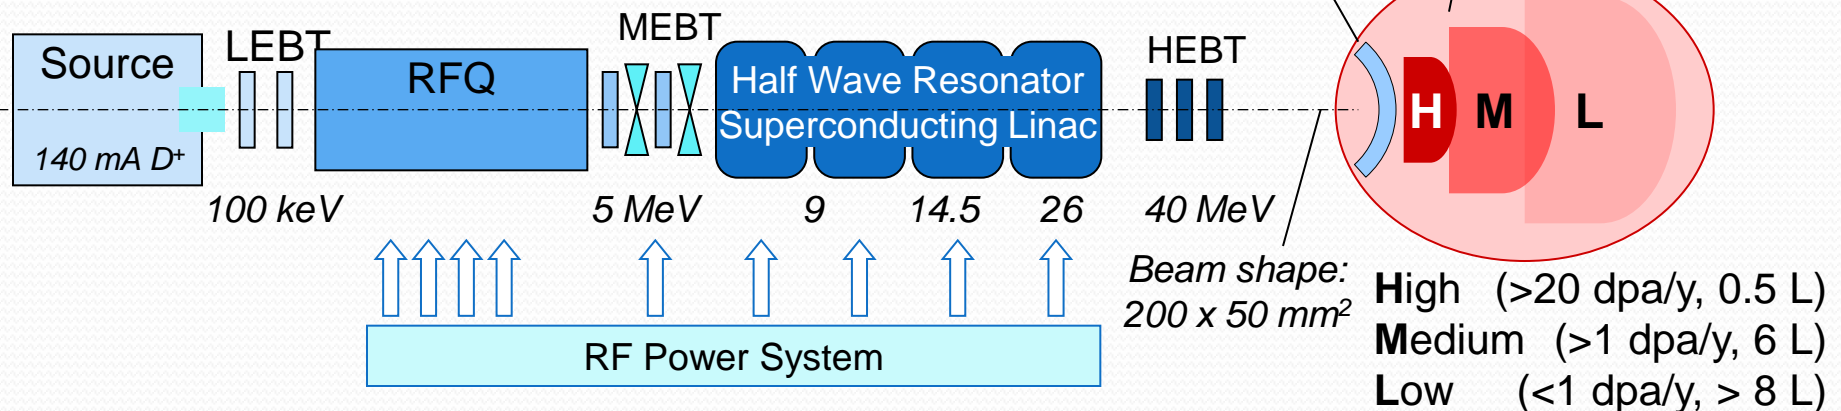 MEBT
LEBT
HEBT
Source
RFQ
Half Wave Resonator
Superconducting Linac
H M L
140 mA D+
100 keV 5 MeV 9 14.5 26 40 MeV
Beam shape:
200 x 50 mm2
High (>20 dpa/y, 0.5 L)
Medium (>1 dpa/y, 6 L)
Low (<1 dpa/y, > 8 L)
RF Power System